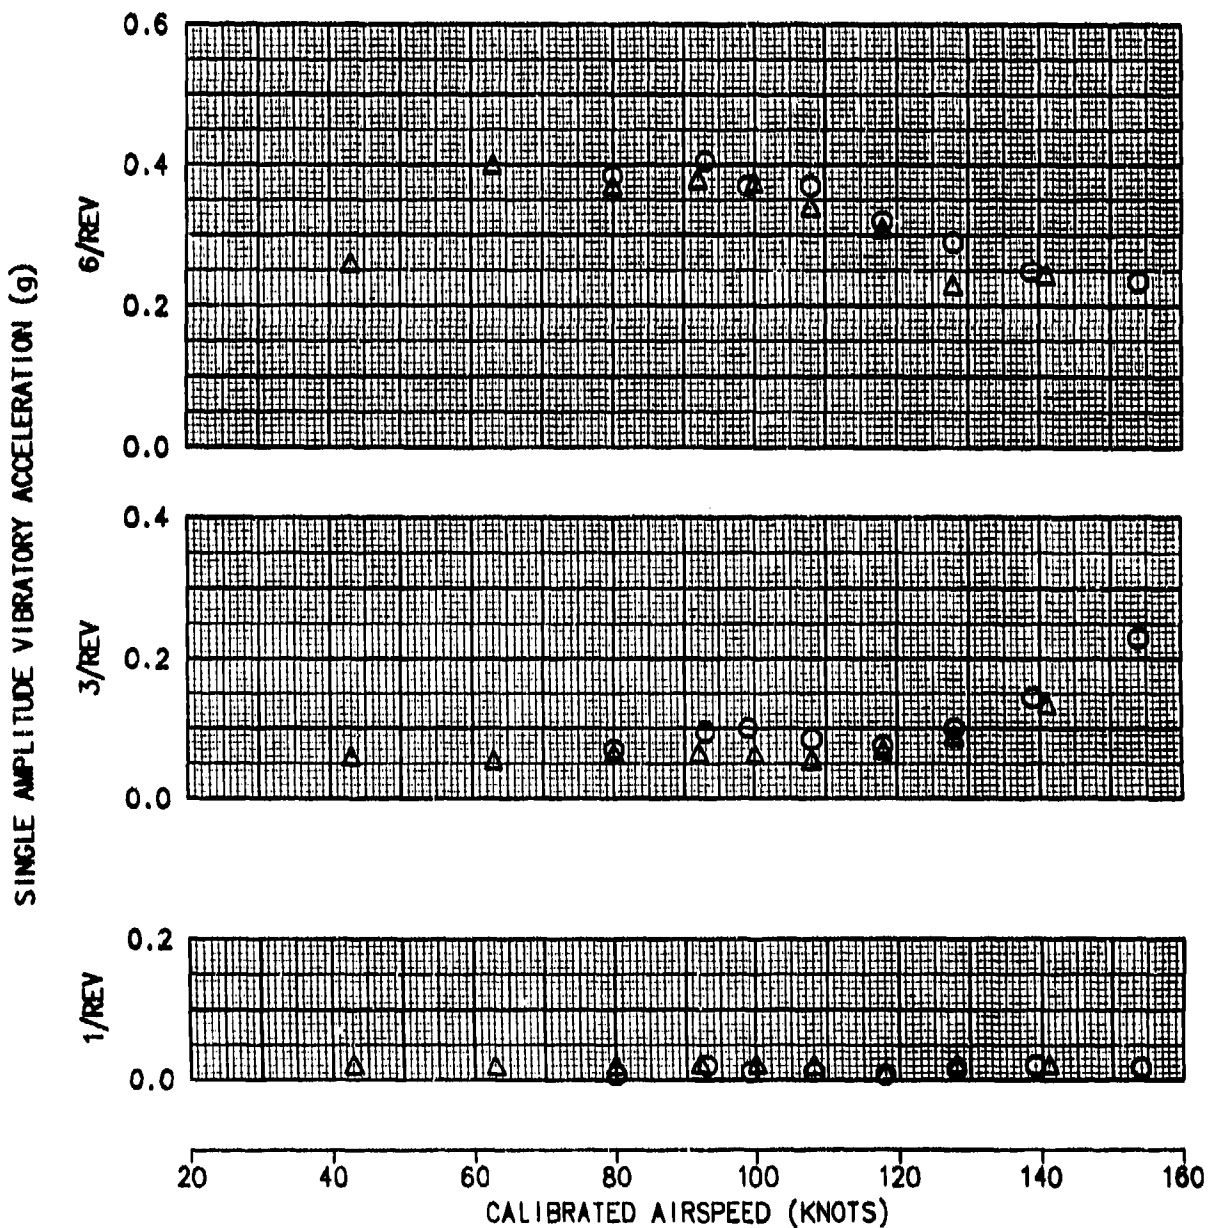 SINGLE AMPLITUDE VIBRATORY ACCELERATION (g)
6/REV
0.6
0.4
0.2
0.0
3/REV
0.4
0.2
0.0
1/REV
0.2
0.0
20 40 60 80 100 120 140 160
CALIBRATED AIRSPEED (KNOTS)